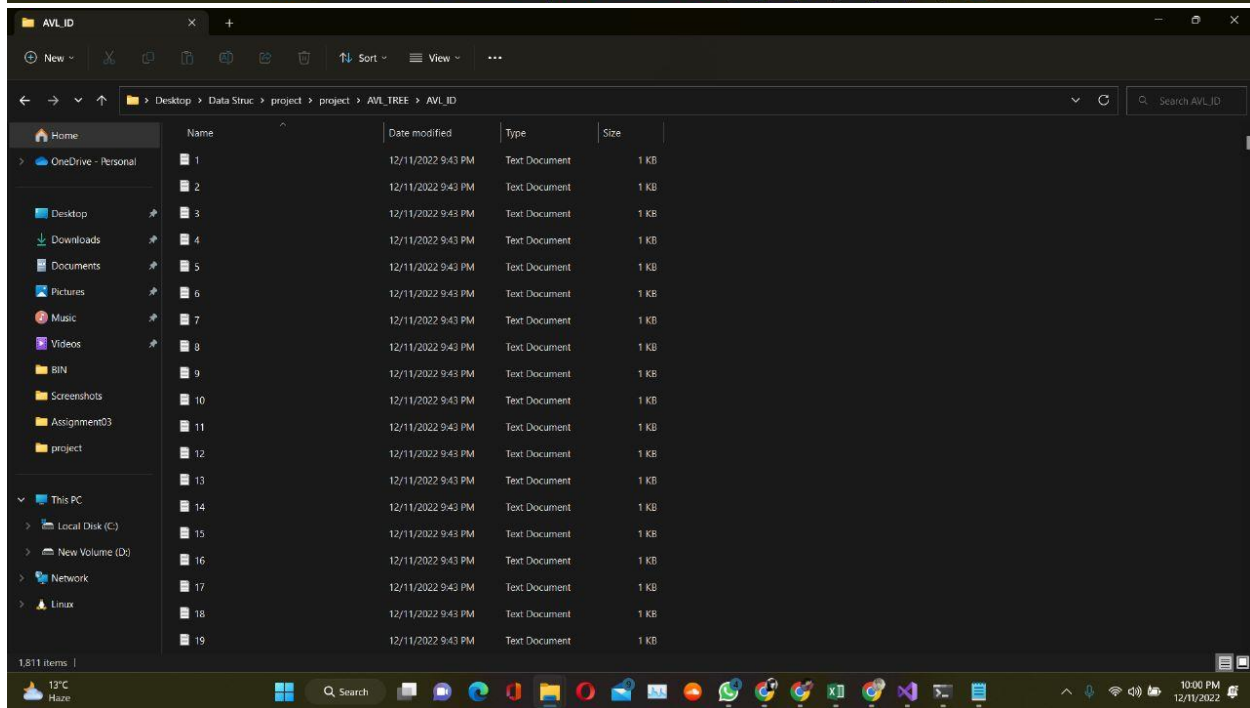 AVL_ID
New
Sort
View
Desktop > Data Struc > project > project > AVL_TREE > AVL_ID
Search AVL_ID
Home
OneDrive - Personal
Desktop
Downloads
Documents
Pictures
Music
Videos
BIN
Screenshots
Assignment03
project
This PC
Local Disk (C:)
New Volume (D:)
Network
Linux
Name Date modified Type Size
1 12/11/2022 9:43 PM Text Document 1 KB
2 12/11/2022 9:43 PM Text Document 1 KB
3 12/11/2022 9:43 PM Text Document 1 KB
4 12/11/2022 9:43 PM Text Document 1 KB
5 12/11/2022 9:43 PM Text Document 1 KB
6 12/11/2022 9:43 PM Text Document 1 KB
7 12/11/2022 9:43 PM Text Document 1 KB
8 12/11/2022 9:43 PM Text Document 1 KB
9 12/11/2022 9:43 PM Text Document 1 KB
10 12/11/2022 9:43 PM Text Document 1 KB
11 12/11/2022 9:43 PM Text Document 1 KB
12 12/11/2022 9:43 PM Text Document 1 KB
13 12/11/2022 9:43 PM Text Document 1 KB
14 12/11/2022 9:43 PM Text Document 1 KB
15 12/11/2022 9:43 PM Text Document 1 KB
16 12/11/2022 9:43 PM Text Document 1 KB
17 12/11/2022 9:43 PM Text Document 1 KB
18 12/11/2022 9:43 PM Text Document 1 KB
19 12/11/2022 9:43 PM Text Document 1 KB
1,811 items
13°C
Haze
Search
10:00 PM
12/11/2022